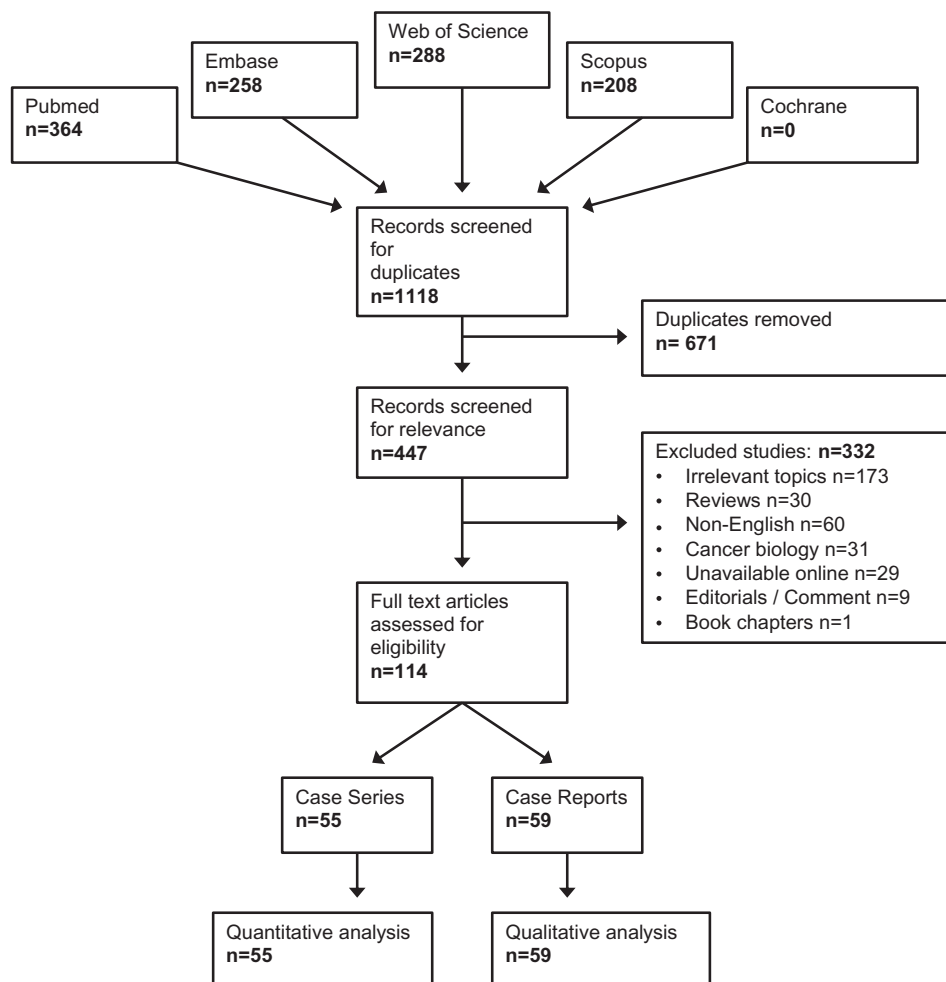 Pubmed
n=364
Embase
n=258
Web of Science
n=288
Scopus
n=208
Cochrane
n=0
Records screened
for
duplicates
n=1118
Duplicates removed
n= 671
Records screened
for relevance
n=447
Excluded studies: n=332
• Irrelevant topics n=173
• Reviews n=30
• Non-English n=60
• Cancer biology n=31
• Unavailable online n=29
• Editorials / Comment n=9
• Book chapters n=1
Full text articles
assessed for
eligibility
n=114
Case Series
n=55
Case Reports
n=59
Quantitative analysis
n=55
Qualitative analysis
n=59